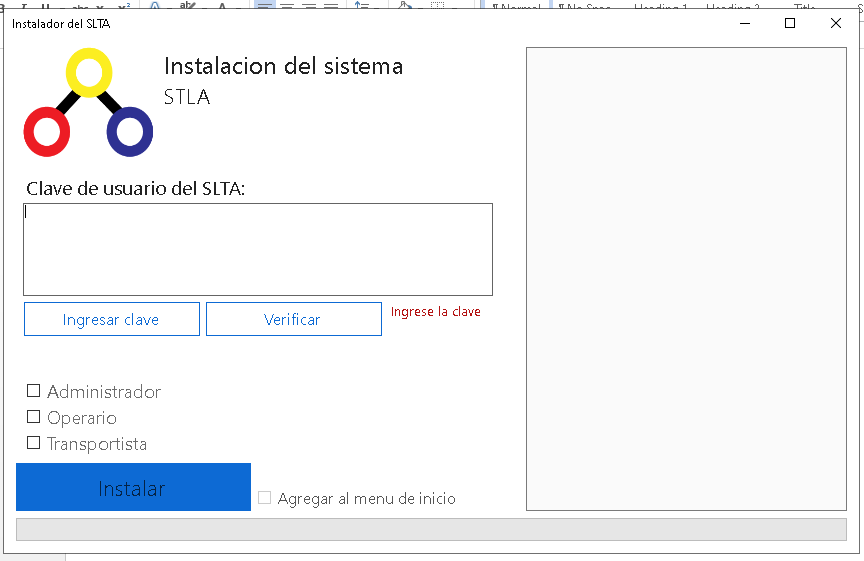 Instalador del SLTA
Instalacion del sistema
STLA
Clave de usuario del SLTA:
Ingresar clave
Verificar
Ingrese la clave
Administrador
Operario
Transportista
Instalar
Agregar al menu de inicio